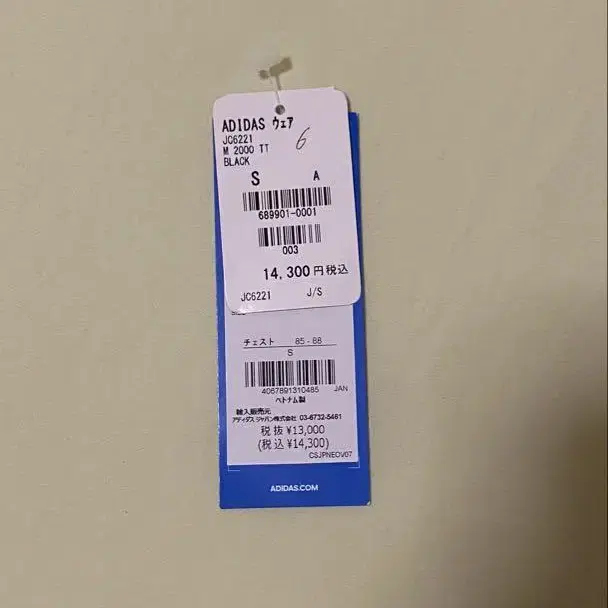 ADIDAS ウェア
JC6221
M 2000 TT
BLACK
6
S A
689901-0001
003
14,300円税込
JC6221 J/S
チェスト 85-88
S
4067891310485 JAN
ベトナム製
輸入販売元
アディダス ジャパン株式会社 03-6732-5461
税抜 ¥13,000
(税込 ¥14,300)
CSJPNEOV07
ADIDAS.COM